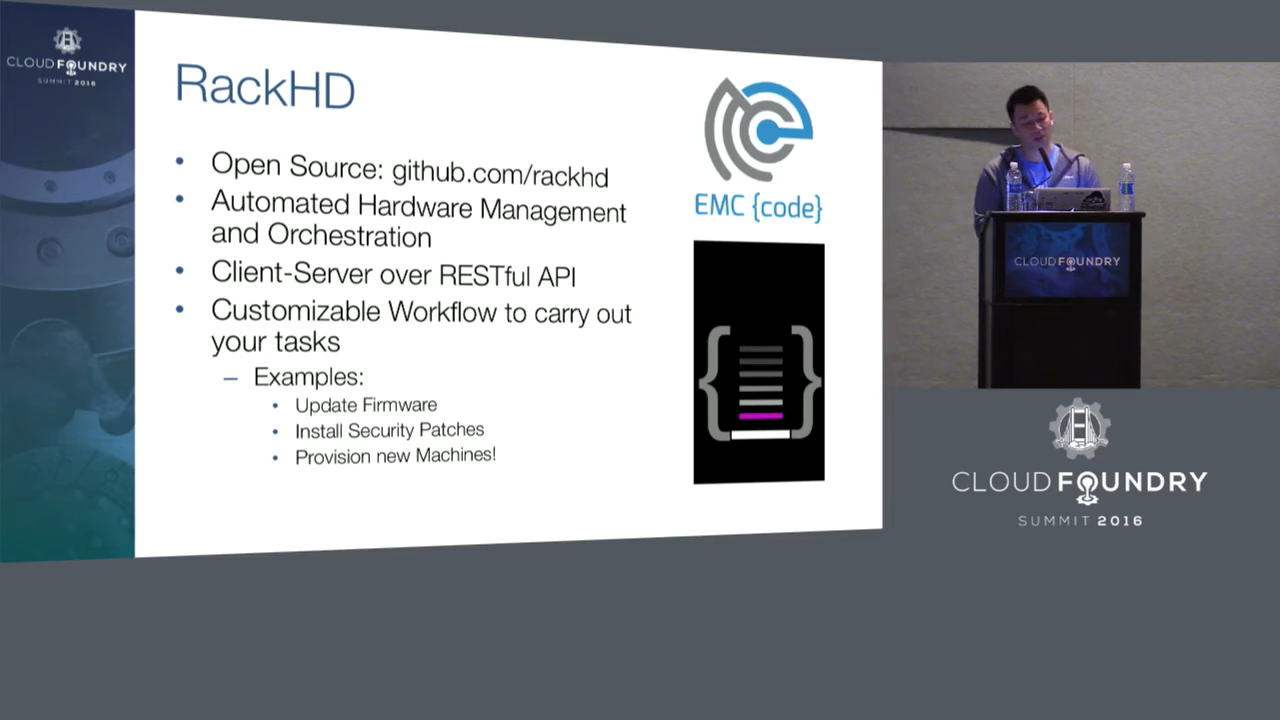 CLOUD FOUNDRY
SUMMIT 2016
RackHD
• Open Source: github.com/rackhd
• Automated Hardware Management
and Orchestration
• Client-Server over RESTful API
• Customizable Workflow to carry out
your tasks
– Examples:
• Update Firmware
• Install Security Patches
• Provision new Machines!
EMC {code}
CLOUD FOUNDRY
CLOUD FOUNDRY
SUMMIT 2016